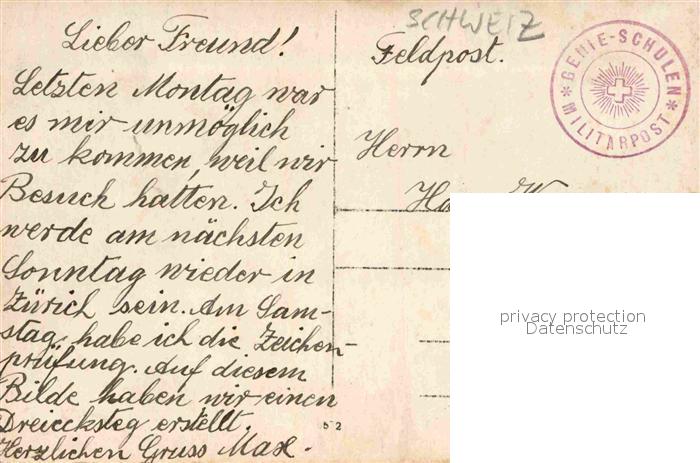 Lieber Freund!
Letzten Montag war
es mir unmöglich
zu kommen, weil wir
Besuch hatten. Ich
werde am nächsten
Sonntag wieder in
Zürich sein. Am Sam-
stag habe ich die Zeichen-
prüfung. Auf diesem
Bilde haben wir einen
Dreiecksteg erstellt.
Herzlichen Gruss Max.
52
SCHWEIZ
Feldpost.
GENIE-SCHULEN
MILITÄRPOST
Herrn
privacy protection
Datenschutz